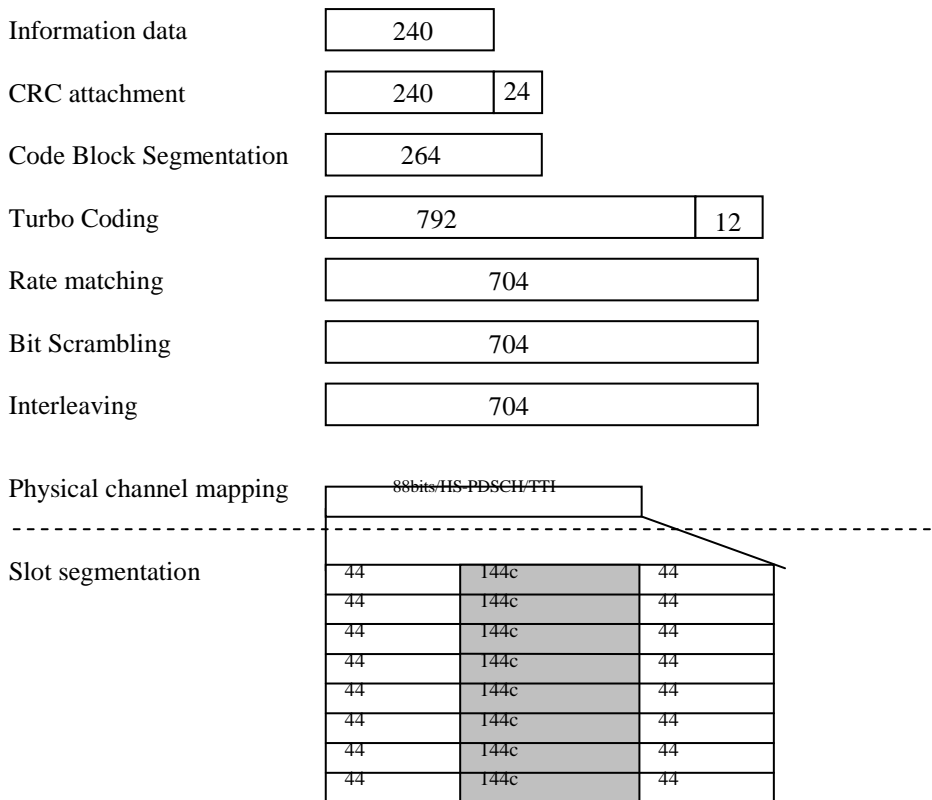 Information data 240
CRC attachment 240 24
Code Block Segmentation 264
Turbo Coding 792 12
Rate matching 704
Bit Scrambling 704
Interleaving 704
Physical channel mapping 88bits/HS-PDSCH/TTI
Slot segmentation 44 144c 44
44 144c 44
44 144c 44
44 144c 44
44 144c 44
44 144c 44
44 144c 44
44 144c 44